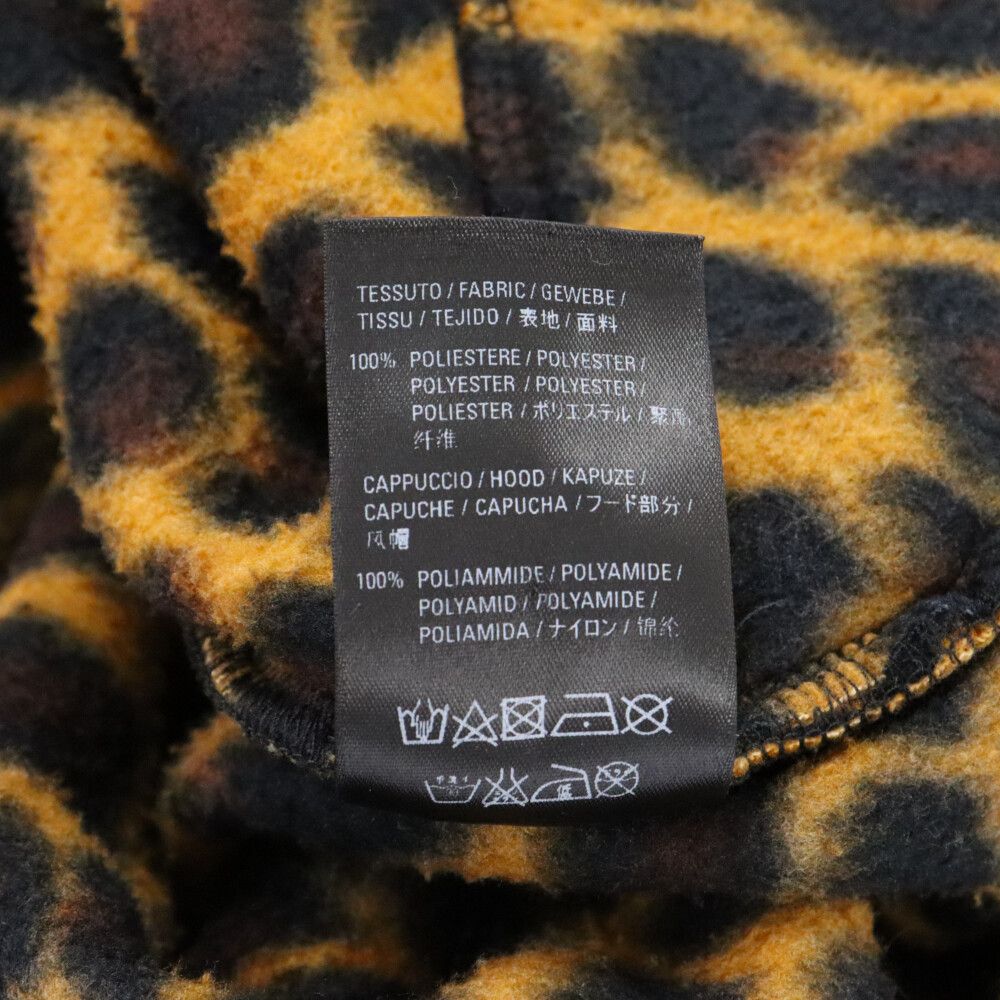 TESSUTO / FABRIC / GEWEBE /
TISSU / TEJIDO / 表地 / 面料
100% POLIESTERE / POLYESTER /
POLYESTER / POLYESTER /
POLIESTER / ポリエステル / 聚酯
纤维
CAPPUCCIO / HOOD / KAPUZE /
CAPUCHE / CAPUCHA / フード部分 /
风帽
100% POLIAMMIDE / POLYAMIDE /
POLYAMID / POLYAMIDE /
POLIAMIDA / ナイロン / 锦纶
低